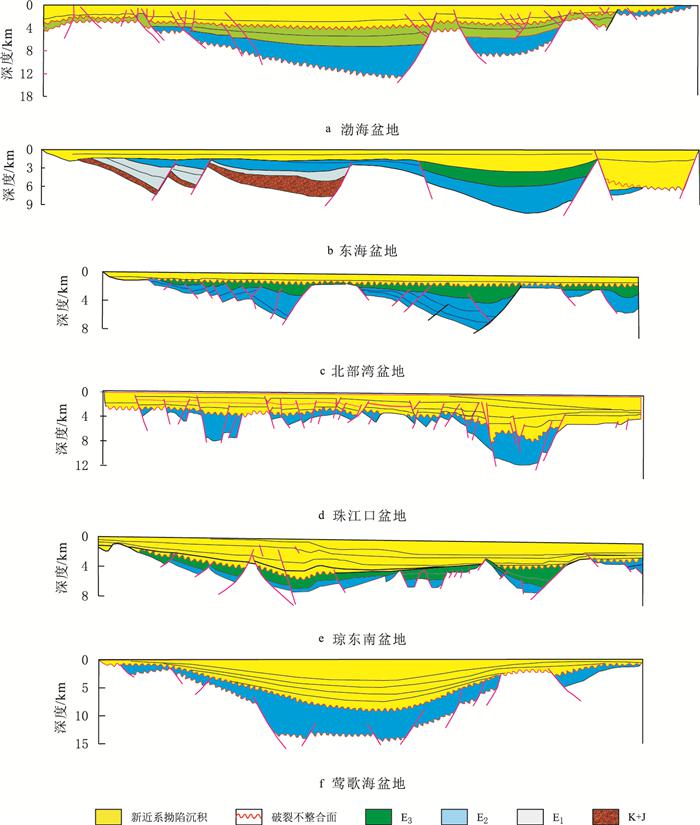 0
4
8
12
18
深度/km
a 渤海盆地
0
3
6
9
深度/km
b 东海盆地
0
4
8
深度/km
c 北部湾盆地
0
4
8
12
深度/km
d 珠江口盆地
0
4
8
深度/km
e 琼东南盆地
0
5
10
15
深度/km
f 莺歌海盆地
新近系拗陷沉积 破裂不整合面 E3 E2 E1 K+J